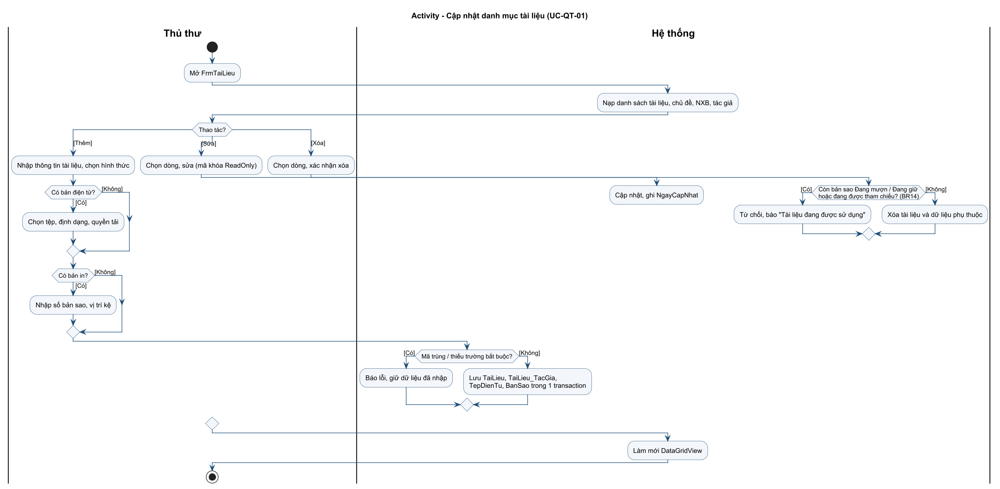 Activity - Cập nhật danh mục tài liệu (UC-QT-01)
Thủ thư
Hệ thống
Mở FrmTaiLieu
Nạp danh sách tài liệu, chủ đề, NXB, tác giả
Thao tác?
[Thêm]
[Sửa]
[Xóa]
Nhập thông tin tài liệu, chọn hình thức
Chọn dòng, sửa (mã khóa ReadOnly)
Chọn dòng, xác nhận xóa
Có bản điện tử?
[Không]
[Có]
Chọn tệp, định dạng, quyền tải
Cập nhật, ghi NgayCapNhat
[Có]
Còn bản sao Đang mượn / Đang giữ
hoặc đang được tham chiếu? (BR14)
[Không]
Từ chối, báo "Tài liệu đang được sử dụng"
Xóa tài liệu và dữ liệu phụ thuộc
Có bản in?
[Không]
[Có]
Nhập số bản sao, vị trí kệ
[Có]
Mã trùng / thiếu trường bắt buộc?
[Không]
Báo lỗi, giữ dữ liệu đã nhập
Lưu TaiLieu, TaiLieu_TacGia,
TepDienTu, BanSao trong 1 transaction
Làm mới DataGridView